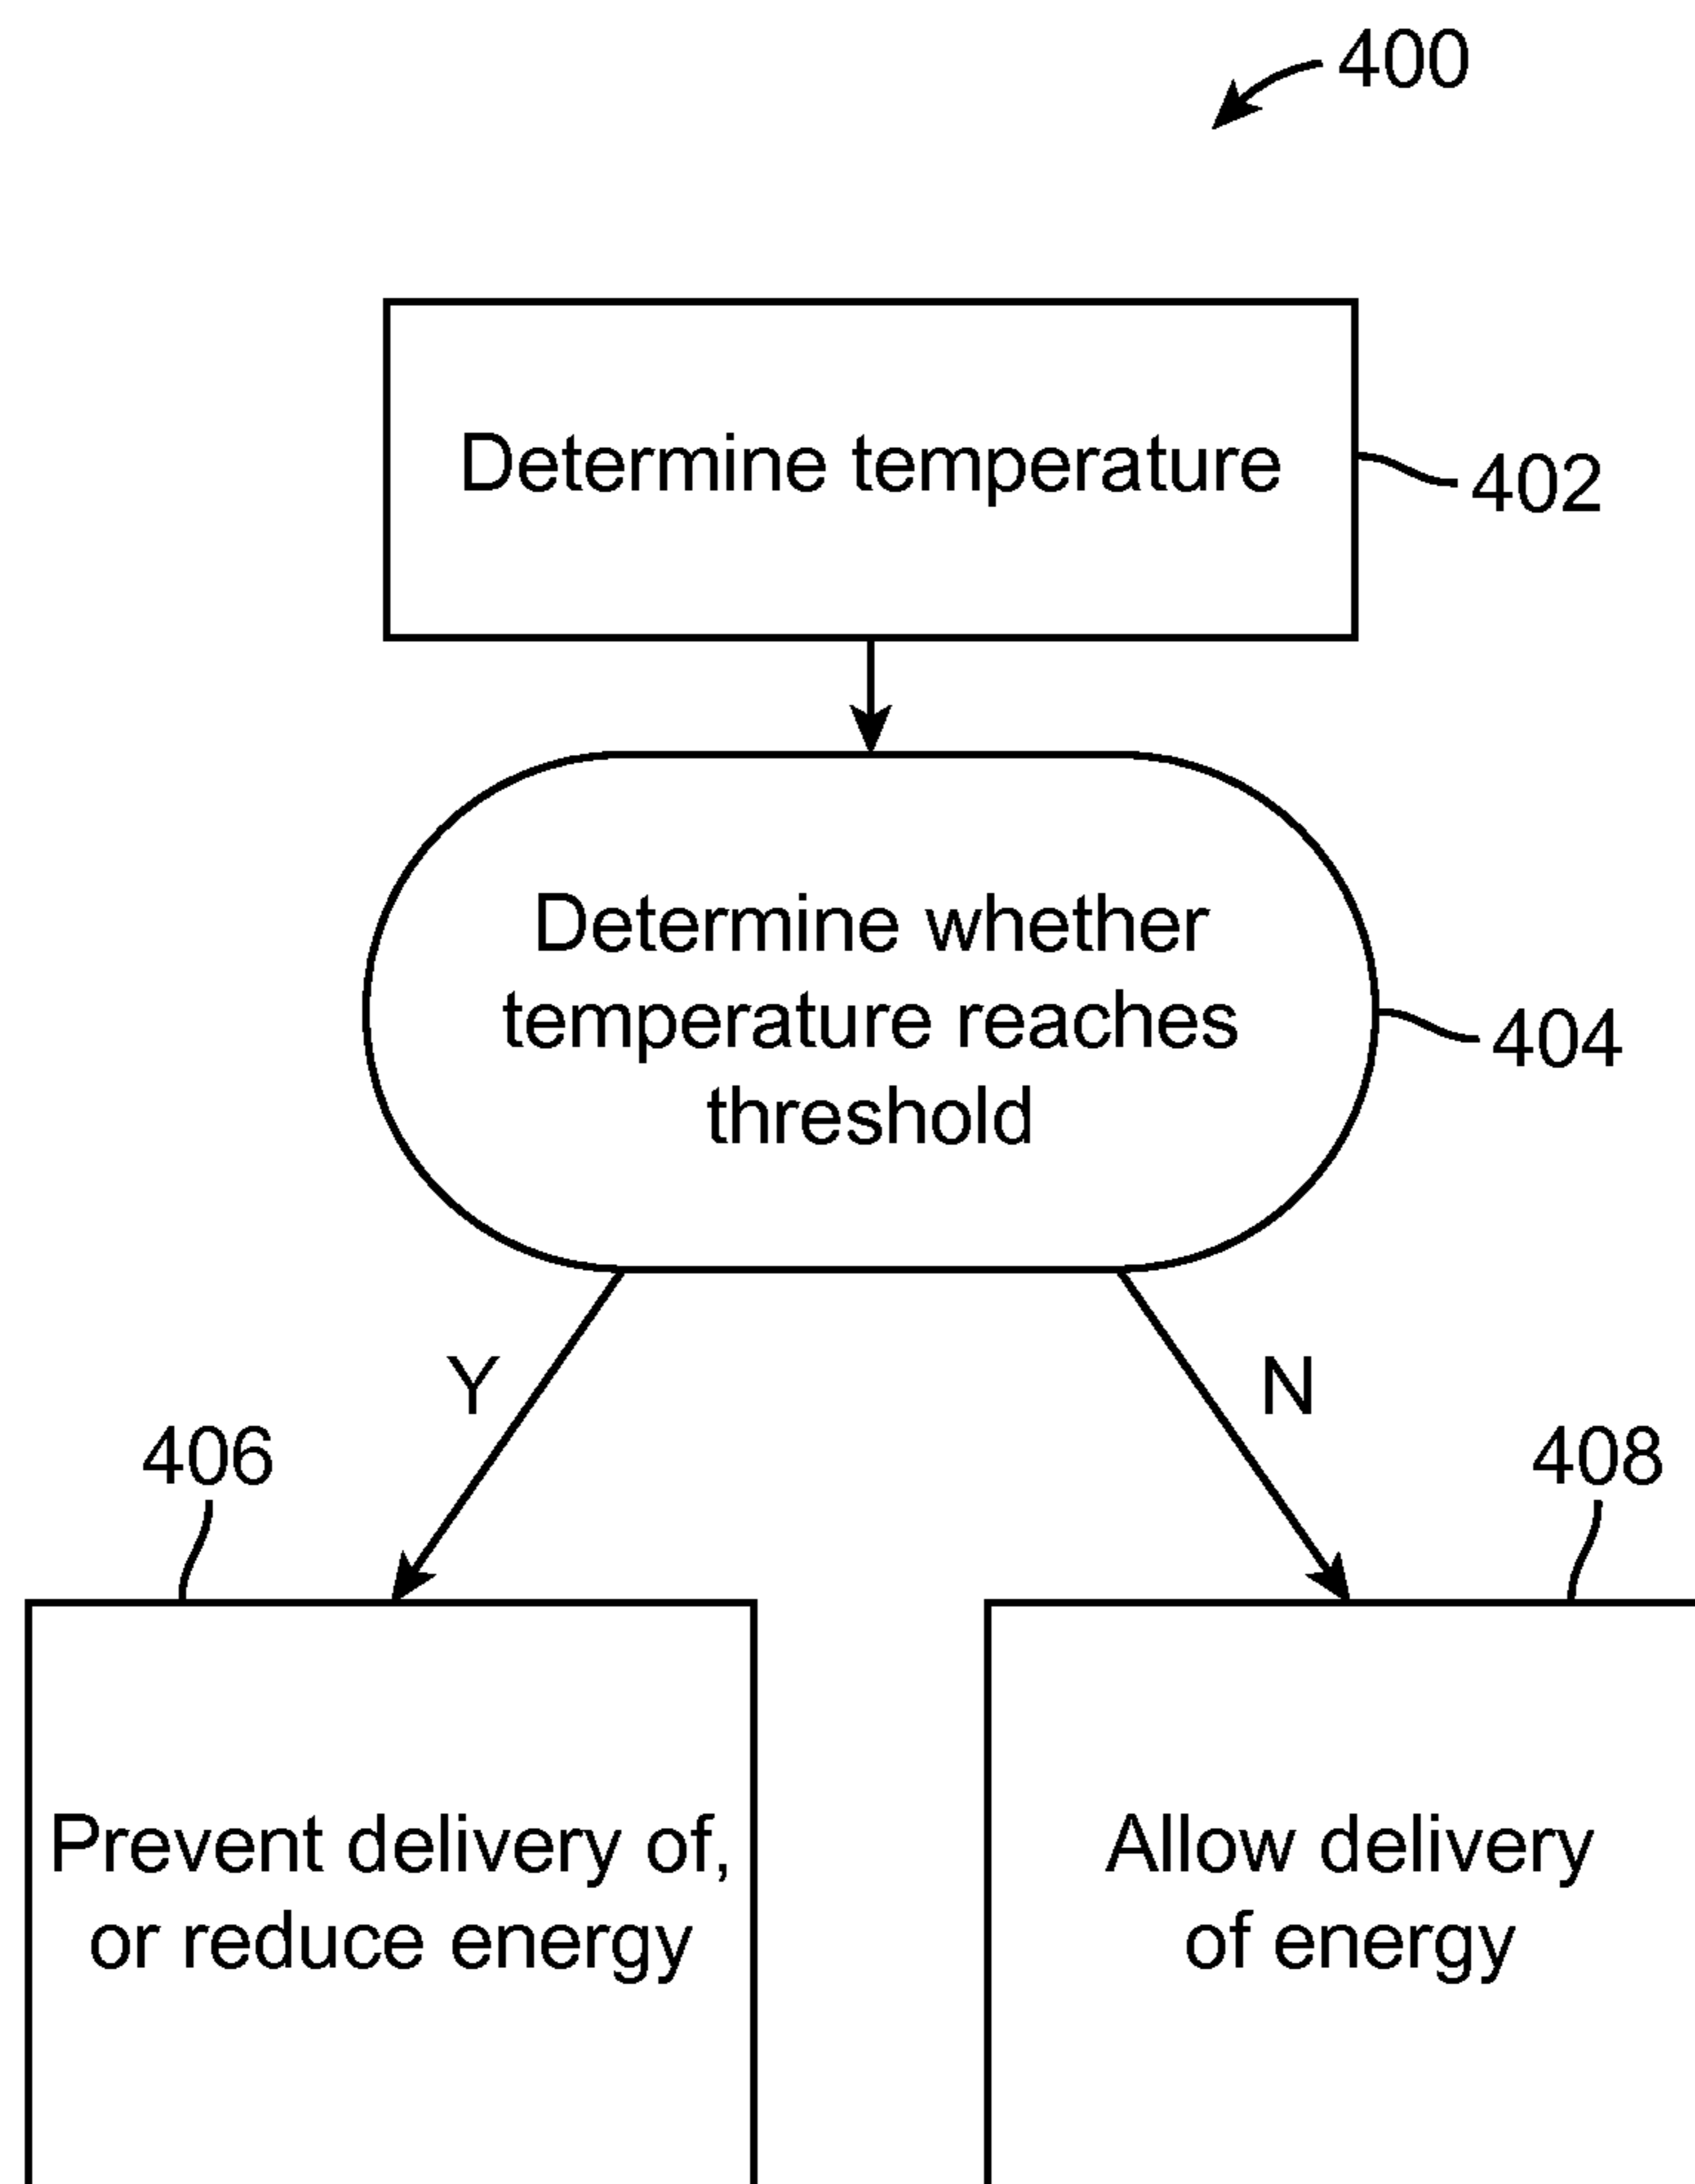 400
Determine temperature
402
Determine whether
temperature reaches
threshold
404
Y
N
406
408
Prevent delivery of,
or reduce energy
Allow delivery
of energy